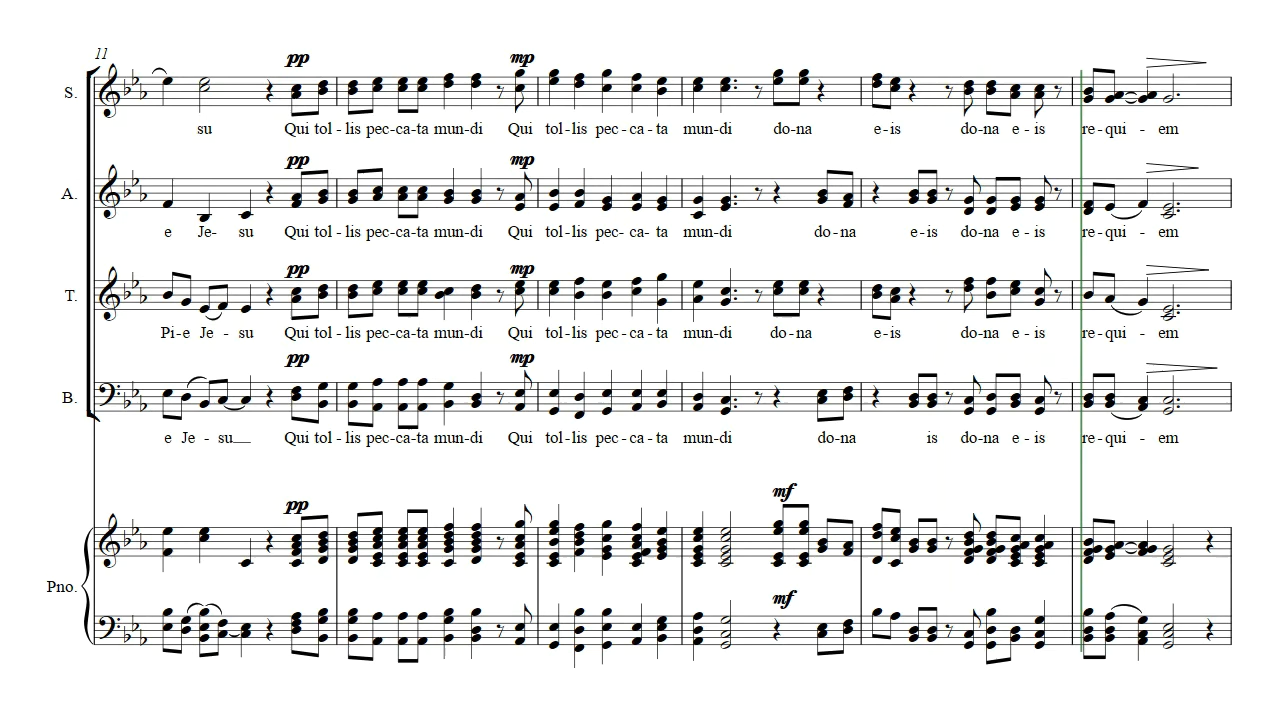 11
pp mp
S.
su Qui tol - lis pec-ca-ta mun-di Qui tol-lis pec-ca-ta mun-di do-na e-is do-na e-is re-qui - em
pp mp
A.
e Je- su Qui tol - lis pec-ca-ta mun-di Qui tol-lis pec-ca- ta mun-di do-na e-is do-na e - is re-qui - em
pp mp
T.
Pi-e Je - su Qui tol - lis pec-ca-ta mundi Qui tol-lis pec-ca-ta mun-di do-na e-is do-na e-is re-qui - em
pp mp
B.
e Je - su__ Qui tol - lis pec-ca-ta mun-di Qui tol-lis pec-ca-ta mun-di do-na is do-na e - is re-qui - em
pp mf
Pno.
mf